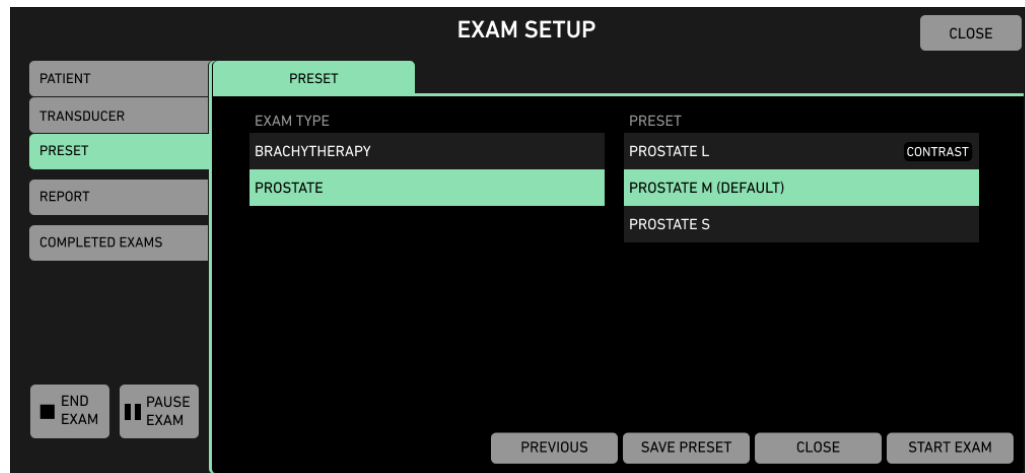 EXAM SETUP
CLOSE
PATIENT
TRANSDUCER
PRESET
REPORT
COMPLETED EXAMS
END
EXAM
PAUSE
EXAM
PRESET
EXAM TYPE
BRACHYTHERAPY
PROSTATE
PRESET
PROSTATE L
CONTRAST
PROSTATE M (DEFAULT)
PROSTATE S
PREVIOUS
SAVE PRESET
CLOSE
START EXAM